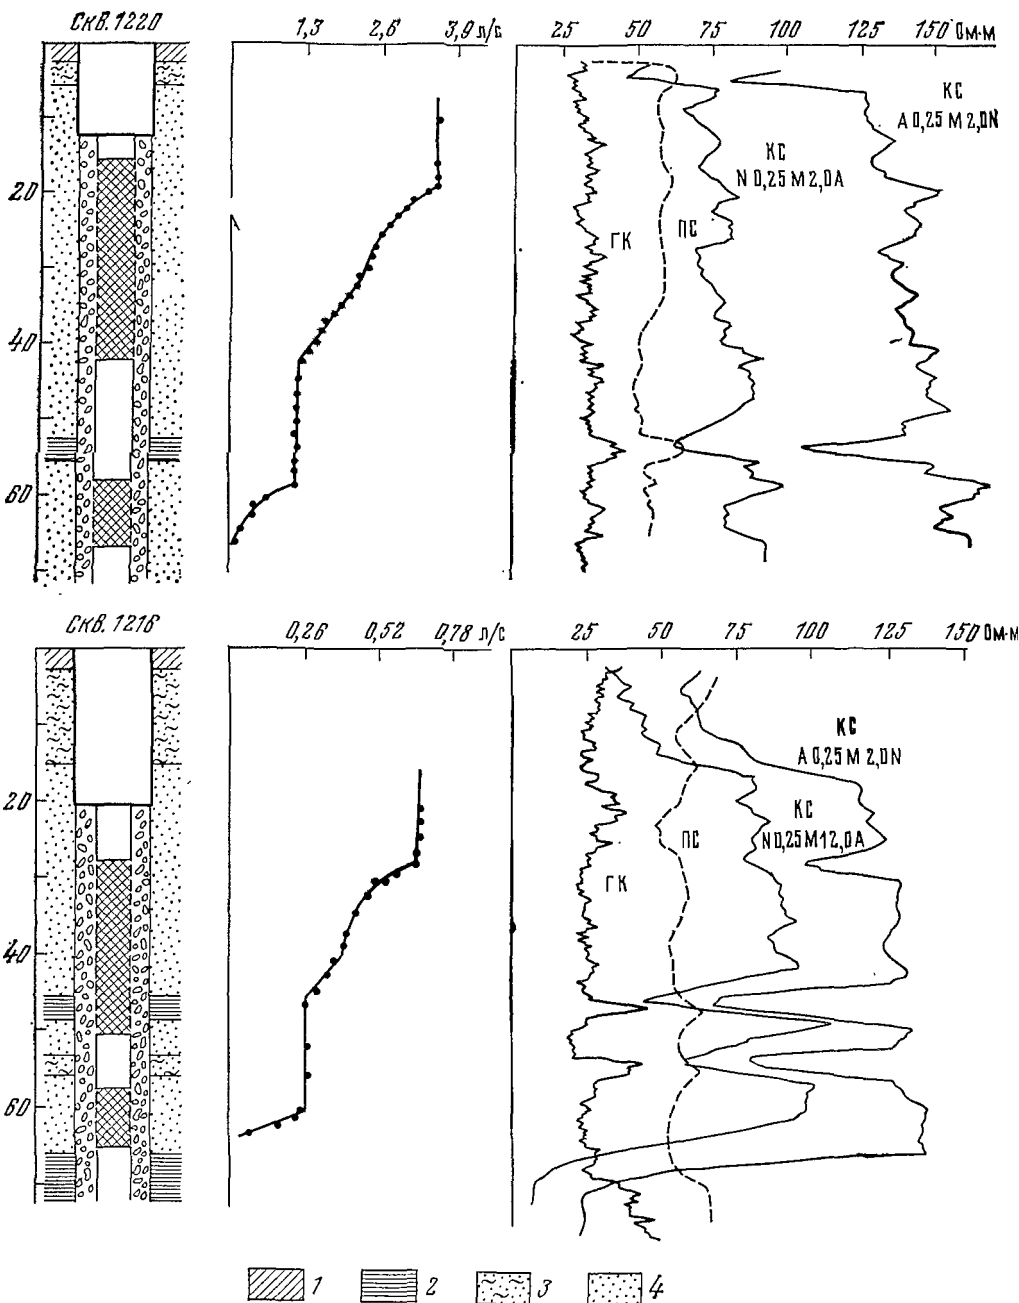 СКВ. 1220
1,3 2,6 3,9 л/с
25 50 75 100 125 150 Ом·м
КС
А 0,25 М 2,0N
КС
N 0,25 М 2,0А
ГК
ПС
20
40
60
СКВ. 1216
0,26 0,52 0,78 л/с
25 50 75 100 125 150 Ом·м
КС
А 0,25 М 2,0N
КС
N 0,25 М 12,0А
ГК
ПС
20
40
60
1 2 3 4